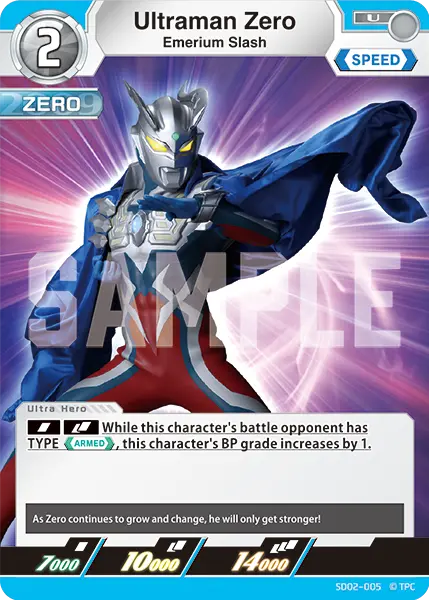 2
Ultraman Zero
Emerium Slash
U
SPEED
ZERO
SAMPLE
Ultra Hero
While this character's battle opponent has
TYPE ARMED, this character's BP grade increases by 1.
As Zero continues to grow and change, he will only get stronger!
7000 10000 14000
SD02-005 © TPC